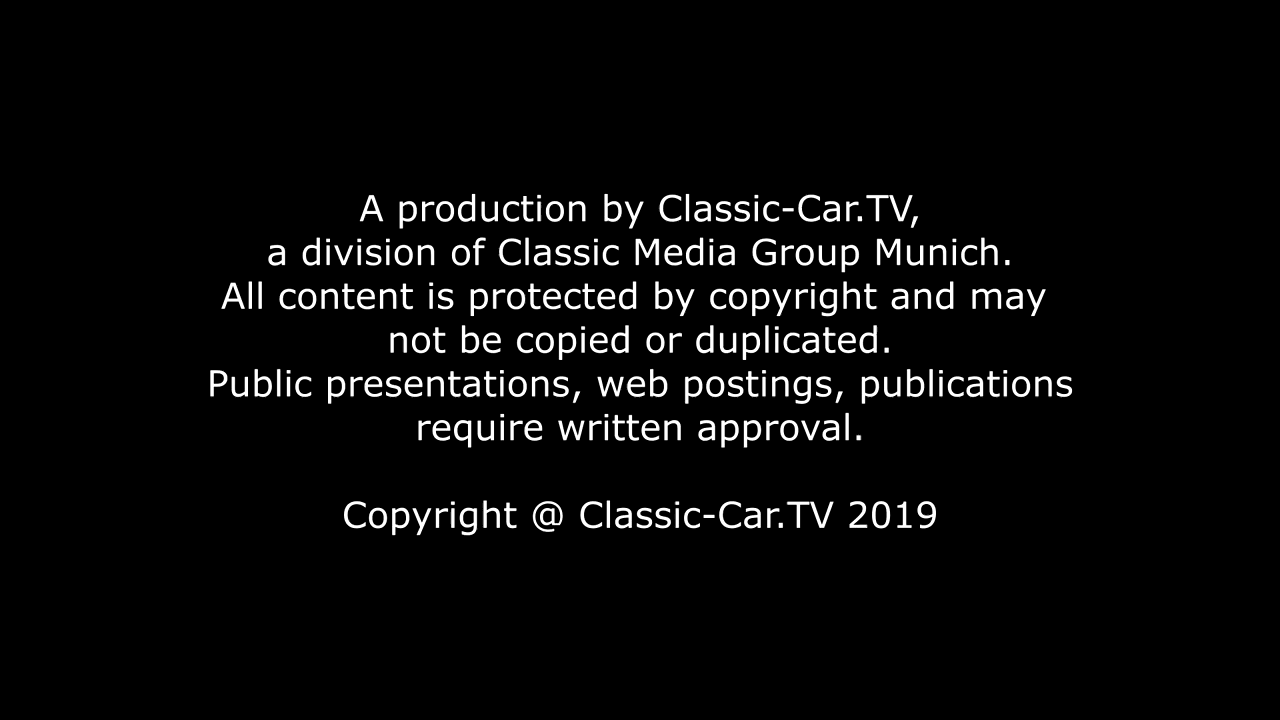 A production by Classic-Car.TV,
a division of Classic Media Group Munich.
All content is protected by copyright and may
not be copied or duplicated.
Public presentations, web postings, publications
require written approval.
Copyright @ Classic-Car.TV 2019